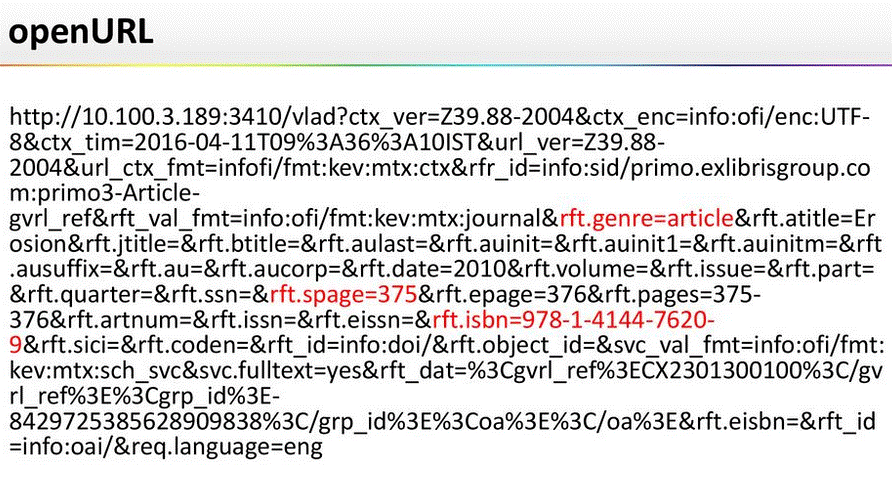 openURL
http://10.100.3.189:3410/vlad?ctx_ver=Z39.88-2004&ctx_enc=info:ofi/enc:UTF-
8&ctx_tim=2016-04-11T09%3A36%3A10IST&url_ver=Z39.88-
2004&url_ctx_fmt=infofi/fmt:kev:mtx:ctx&rfr_id=info:sid/primo.exlibrisgroup.co
m:primo3-Article-
gvrl_ref&rft_val_fmt=info:ofi/fmt:kev:mtx:journal&rft.genre=article&rft.atitle=Er
osion&rft.jtitle=&rft.btitle=&rft.aulast=&rft.auinit=&rft.auinit1=&rft.auinitm=&rft
.ausuffix=&rft.au=&rft.aucorp=&rft.date=2010&rft.volume=&rft.issue=&rft.part=
&rft.quarter=&rft.ssn=&rft.spage=375&rft.epage=376&rft.pages=375-
376&rft.artnum=&rft.issn=&rft.eissn=&rft.isbn=978-1-4144-7620-
9&rft.sici=&rft.coden=&rft_id=info:doi/&rft.object_id=&svc_val_fmt=info:ofi/fmt:
kev:mtx:sch_svc&svc.fulltext=yes&rft_dat=%3Cgvrl_ref%3ECX2301300100%3C/gv
rl_ref%3E%3Cgrp_id%3E-
8429725385628909838%3C/grp_id%3E%3Coa%3E%3C/oa%3E&rft.eisbn=&rft_id
=info:oai/&req.language=eng